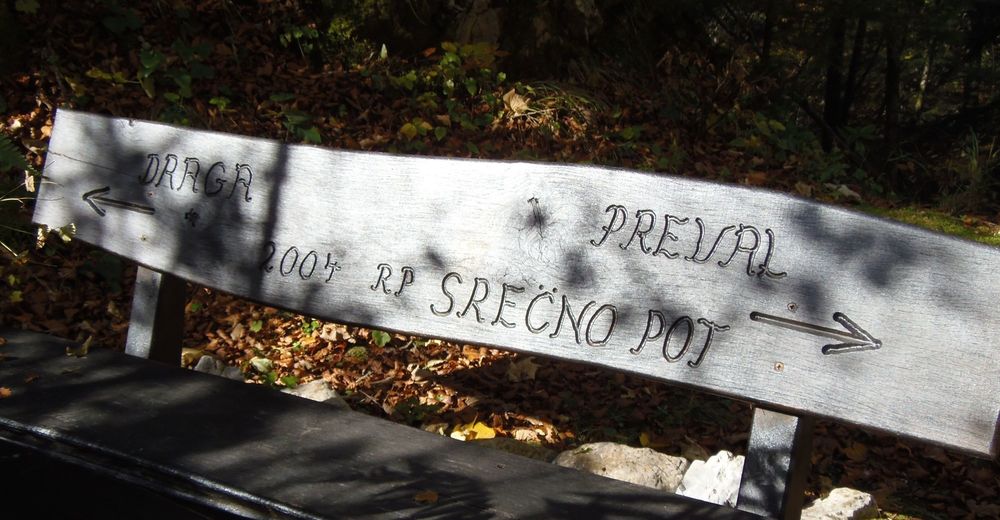 DRAGA
PREVAL
2004 RP SREČNO POT